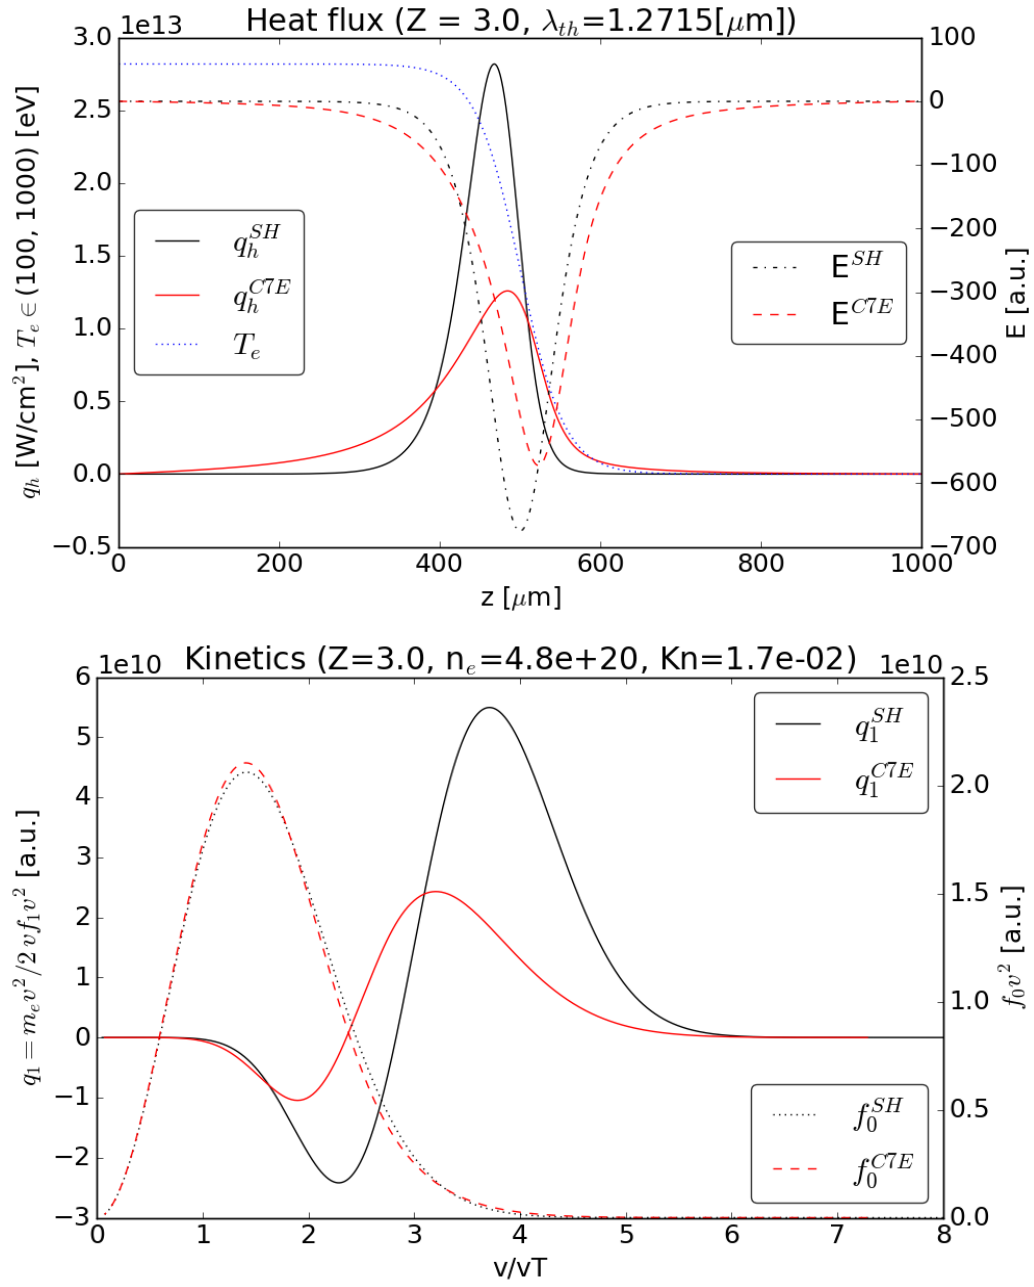 Heat flux (Z = 3.0, λ_th=1.2715[μm])
1e13
3.0
2.5
2.0
1.5
1.0
0.5
0.0
−0.5
q_h [W/cm²], T_e ∈ (100, 1000) [eV]
q_h^SH
q_h^C7E
T_e
E^SH
E^C7E
100
0
−100
−200
−300
−400
−500
−600
−700
E [a.u.]
0 200 400 600 800 1000
z [μm]
Kinetics (Z=3.0, n_e=4.8e+20, Kn=1.7e-02)
1e10
1e10
6
5
4
3
2
1
0
−1
−2
−3
q_1 = m_e v²/2 v f_1 v² [a.u.]
q_1^SH
q_1^C7E
f_0^SH
f_0^C7E
2.5
2.0
1.5
1.0
0.5
0.0
f_0 v² [a.u.]
0 1 2 3 4 5 6 7 8
v/vT